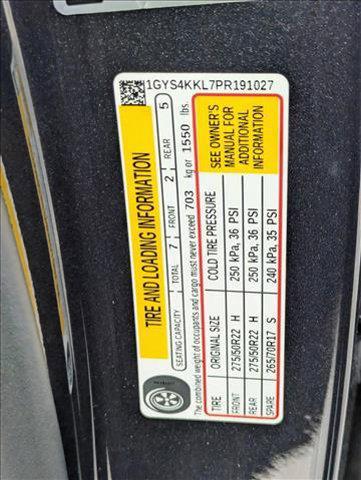 1GYS4KKL7PR191027
TIRE AND LOADING INFORMATION
SEATING CAPACITY TOTAL 7 FRONT 2 REAR 5
The combined weight of occupants and cargo must never exceed 703 kg or 1550 lbs.
TIRE ORIGINAL SIZE COLD TIRE PRESSURE
FRONT 275/50R22 H 250 kPa, 36 PSI
REAR 275/50R22 H 250 kPa, 36 PSI
SPARE 265/70R17 S 240 kPa, 35 PSI
SEE OWNER'S
MANUAL FOR
ADDITIONAL
INFORMATION